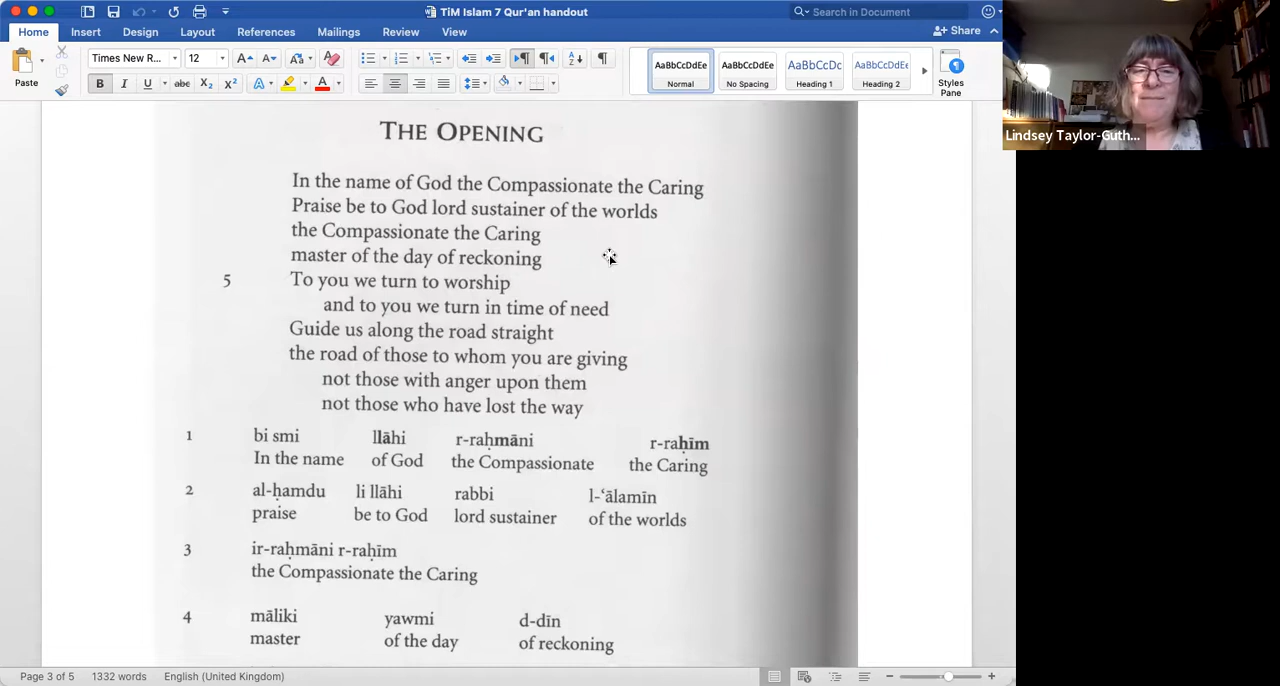 TiM Islam 7 Qur'an handout
Search in Document
Home Insert Design Layout References Mailings Review View
Share
Paste
Times New R... 12
AaBbCcDdEe AaBbCcDdEe AaBbCcDc AaBbCcDdEe
Normal No Spacing Heading 1 Heading 2
Styles
Pane
B I U abc X₂ X² A A
Lindsey Taylor-Guth...
THE OPENING
In the name of God the Compassionate the Caring
Praise be to God lord sustainer of the worlds
the Compassionate the Caring
master of the day of reckoning
5 To you we turn to worship
and to you we turn in time of need
Guide us along the road straight
the road of those to whom you are giving
not those with anger upon them
not those who have lost the way
1 bi smi llāhi r-raḥmāni r-raḥīm
In the name of God the Compassionate the Caring
2 al-ḥamdu li llāhi rabbi l-‘ālamīn
praise be to God lord sustainer of the worlds
3 ir-raḥmāni r-raḥīm
the Compassionate the Caring
4 māliki yawmi d-dīn
master of the day of reckoning
Page 3 of 5 1332 words English (United Kingdom)